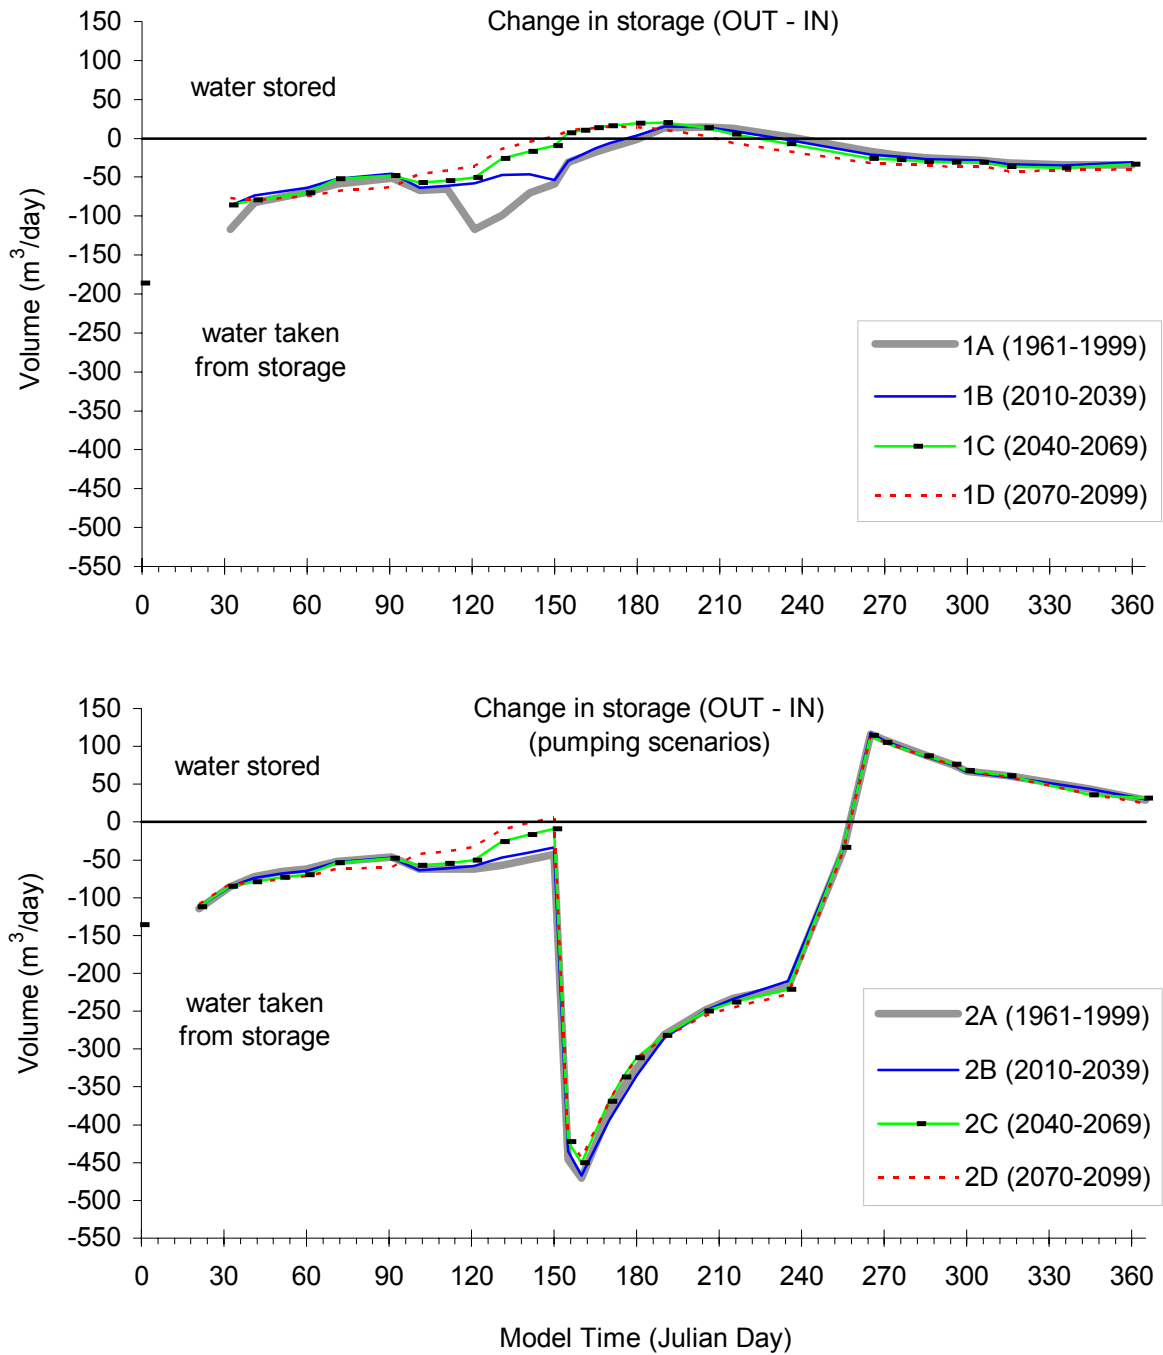 Change in storage (OUT - IN)
water stored
water taken
from storage
Volume (m³/day)
150
100
50
0
-50
-100
-150
-200
-250
-300
-350
-400
-450
-500
-550
0 30 60 90 120 150 180 210 240 270 300 330 360
1A (1961-1999)
1B (2010-2039)
1C (2040-2069)
1D (2070-2099)
Change in storage (OUT - IN)
(pumping scenarios)
water stored
water taken
from storage
Volume (m³/day)
150
100
50
0
-50
-100
-150
-200
-250
-300
-350
-400
-450
-500
-550
0 30 60 90 120 150 180 210 240 270 300 330 360
2A (1961-1999)
2B (2010-2039)
2C (2040-2069)
2D (2070-2099)
Model Time (Julian Day)